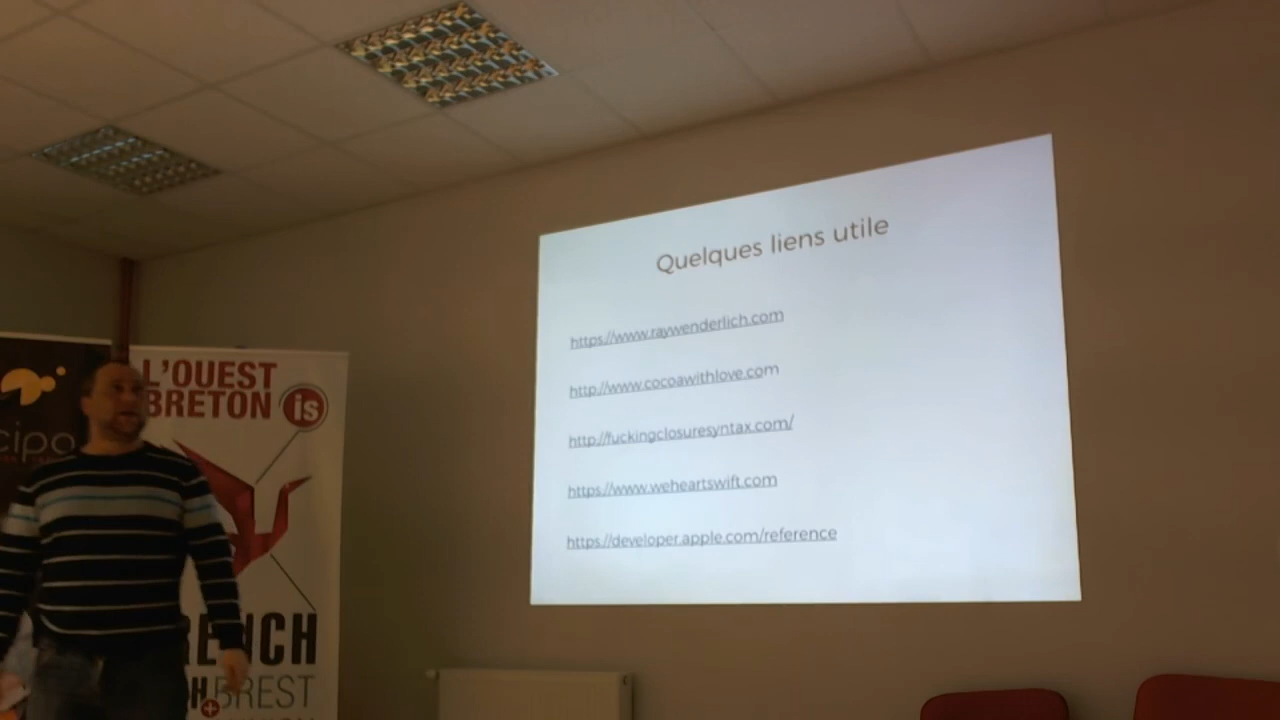 Quelques liens utile
https://www.raywenderlich.com
http://www.cocoawithlove.com
http://fuckingclosuresyntax.com/
https://www.weheartswift.com
https://developer.apple.com/reference
L'OUEST
BRETON
is
cipa
BREST